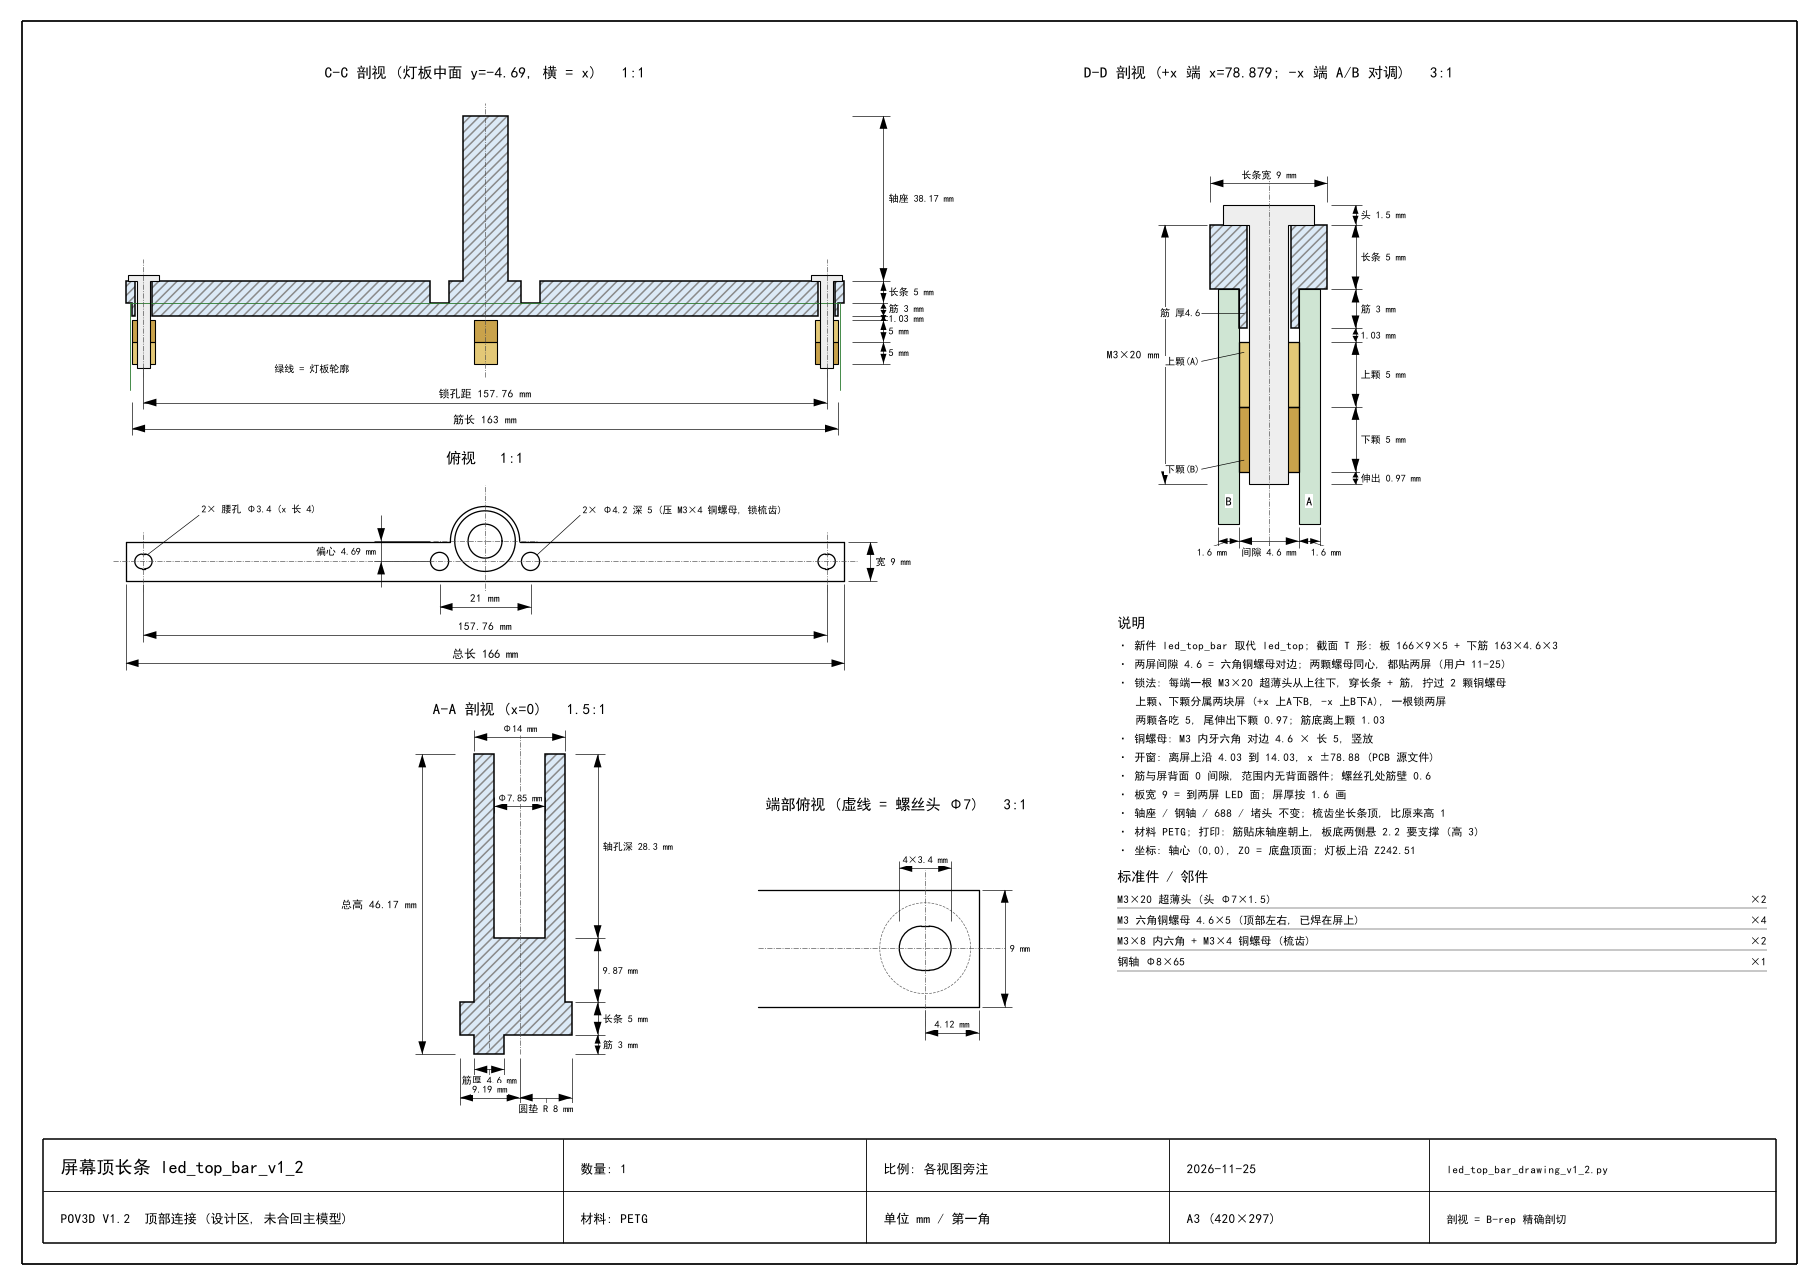 C-C 剖视 (灯板中面 y=-4.69, 横 = x)   1:1
轴座 38.17 mm
长条 5 mm
筋 3 mm
1.03 mm
5 mm
5 mm
绿线 = 灯板轮廓
锁孔距 157.76 mm
筋长 163 mm
D-D 剖视 (+x 端 x=78.879; -x 端 A/B 对调)   3:1
长条宽 9 mm
头 1.5 mm
长条 5 mm
筋 厚4.6
筋 3 mm
1.03 mm
M3×20 mm
上颗(A)
上颗 5 mm
下颗 5 mm
下颗(B)
伸出 0.97 mm
B
A
1.6 mm
间隙 4.6 mm
1.6 mm
俯视   1:1
2× 腰孔 Φ3.4 (x 长 4)
2× Φ4.2 深 5 (压 M3×4 铜螺母, 锁梳齿)
偏心 4.69 mm
宽 9 mm
21 mm
157.76 mm
总长 166 mm
A-A 剖视 (x=0)   1.5:1
Φ14 mm
Φ7.85 mm
轴孔深 28.3 mm
总高 46.17 mm
9.87 mm
长条 5 mm
筋 3 mm
筋厚 4.6 mm
9.19 mm
圆垫 R 8 mm
端部俯视 (虚线 = 螺丝头 Φ7)   3:1
4×3.4 mm
9 mm
4.12 mm
说明
· 新件 led_top_bar 取代 led_top; 截面 T 形: 板 166×9×5 + 下筋 163×4.6×3
· 两屏间隙 4.6 = 六角铜螺母对边; 两颗螺母同心, 都贴两屏 (用户 11-25)
· 锁法: 每端一根 M3×20 超薄头从上往下, 穿长条 + 筋, 拧过 2 颗铜螺母
上颗、下颗分属两块屏 (+x 上A下B, -x 上B下A), 一根锁两屏
两颗各吃 5, 尾伸出下颗 0.97; 筋底离上颗 1.03
· 铜螺母: M3 内牙六角 对边 4.6 × 长 5, 竖放
· 开窗: 离屏上沿 4.03 到 14.03, x ±78.88 (PCB 源文件)
· 筋与屏背面 0 间隙, 范围内无背面器件; 螺丝孔处筋壁 0.6
· 板宽 9 = 到两屏 LED 面; 屏厚按 1.6 画
· 轴座 / 钢轴 / 688 / 堵头 不变; 梳齿坐长条顶, 比原来高 1
· 材料 PETG; 打印: 筋贴床轴座朝上, 板底两侧悬 2.2 要支撑 (高 3)
· 坐标: 轴心 (0,0), Z0 = 底盘顶面; 灯板上沿 Z242.51
标准件 / 邻件
M3×20 超薄头 (头 Φ7×1.5) ×2
M3 六角铜螺母 4.6×5 (顶部左右, 已焊在屏上) ×4
M3×8 内六角 + M3×4 铜螺母 (梳齿) ×2
钢轴 Φ8×65 ×1
屏幕顶长条 led_top_bar_v1_2
数量: 1
比例: 各视图旁注
2026-11-25
led_top_bar_drawing_v1_2.py
POV3D V1.2  顶部连接 (设计区, 未合回主模型)
材料: PETG
单位 mm / 第一角
A3 (420×297)
剖视 = B-rep 精确剖切